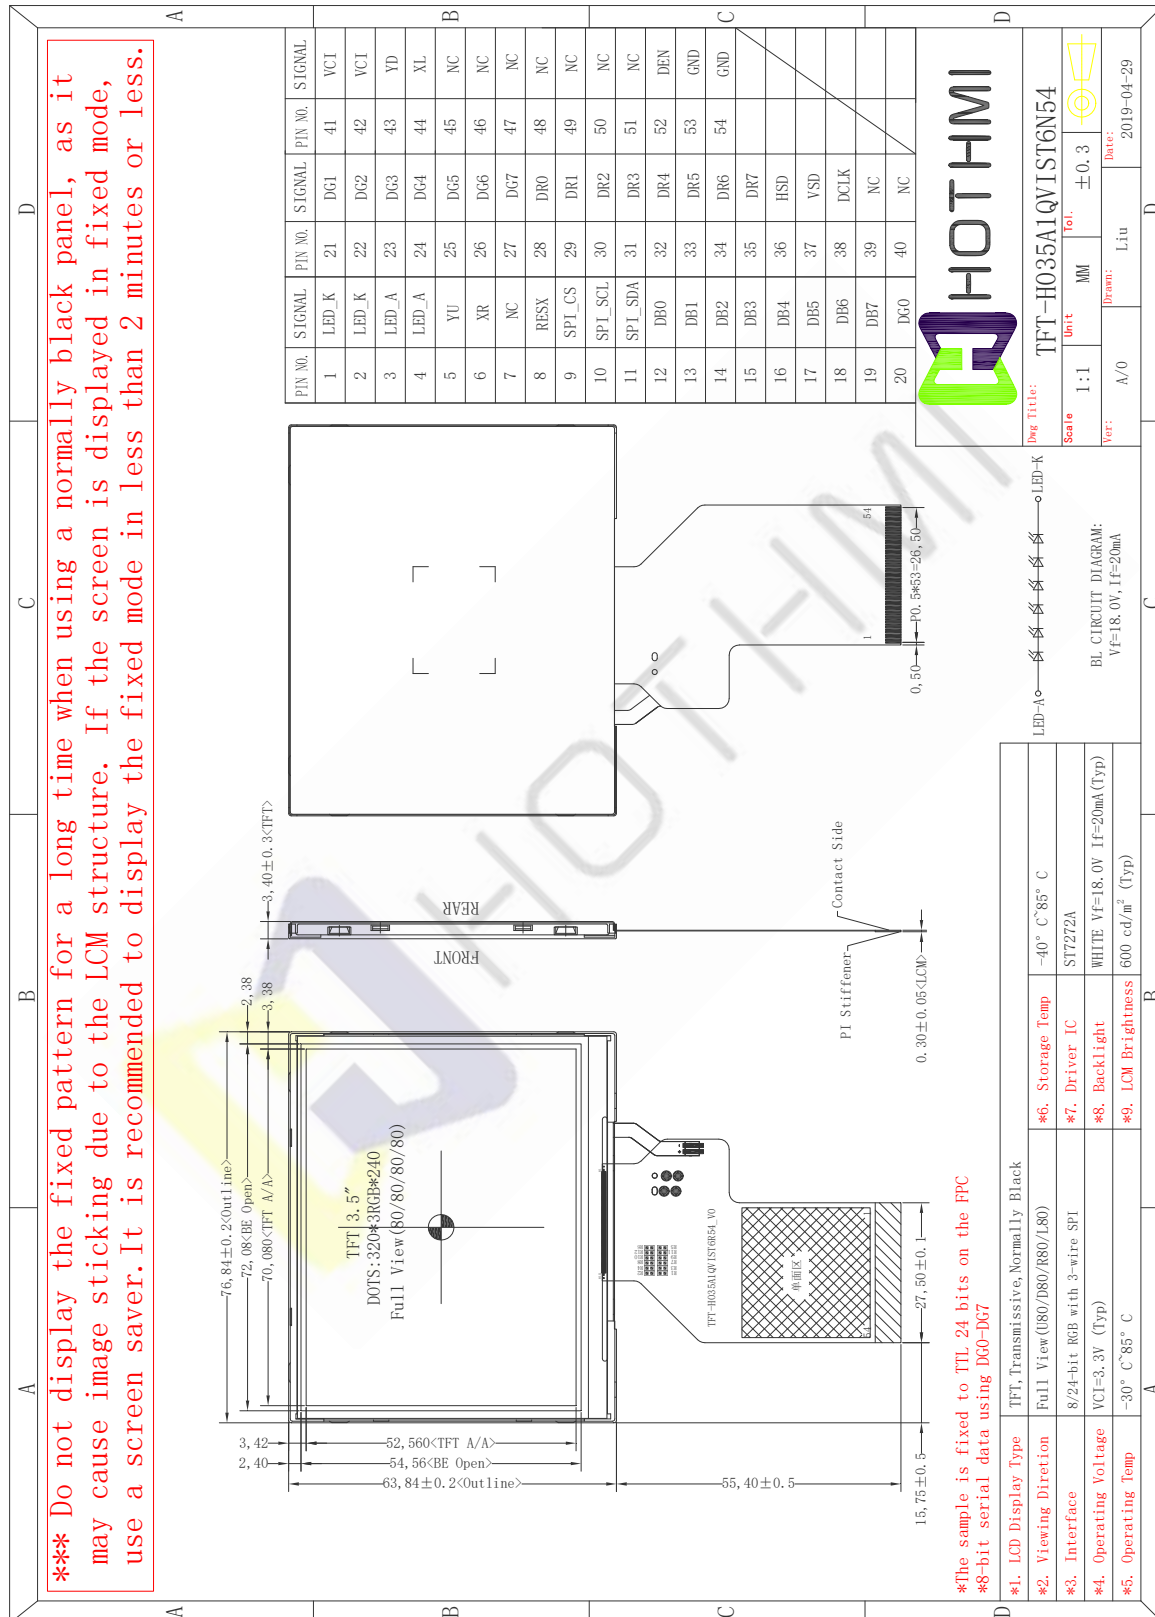 *** Do not display the fixed pattern for a long time when using a normally black panel, as it
may cause image sticking due to the LCM structure. If the screen is displayed in fixed mode,
use a screen saver.It is recommended to display the fixed mode in less than 2 minutes or less.
A
B
C
D
76,84±0.2<Outline>
72,08<BE Open>
70,080<TFT A/A>
2,38
3,38
3,40±0.3<TFT>
3,42
2,40
52,560<TFT A/A>
54,56<BE Open>
63,84±0.2<Outline>
55,40±0.5
15,75±0.5
27,50±0.1
TFT 3.5″
DOTS:320*3RGB*240
Full View(80/80/80/80)
TFT-H035A1QVIST6R54_V0
单面区
54
1
FRONT
REAR
PI Stiffener
Contact Side
0.30±0.05<LCM>
1
54
0,50
P0.5*53=26,50
PIN NO. SIGNAL PIN NO. SIGNAL PIN NO. SIGNAL
1 LED_K 21 DG1 41 VCI
2 LED_K 22 DG2 42 VCI
3 LED_A 23 DG3 43 YD
4 LED_A 24 DG4 44 XL
5 YU 25 DG5 45 NC
6 XR 26 DG6 46 NC
7 NC 27 DG7 47 NC
8 RESX 28 DR0 48 NC
9 SPI_CS 29 DR1 49 NC
10 SPI_SCL 30 DR2 50 NC
11 SPI_SDA 31 DR3 51 NC
12 DB0 32 DR4 52 DEN
13 DB1 33 DR5 53 GND
14 DB2 34 DR6 54 GND
15 DB3 35 DR7
16 DB4 36 HSD
17 DB5 37 VSD
18 DB6 38 DCLK
19 DB7 39 NC
20 DG0 40 NC
HOTHMI
*The sample is fixed to TTL 24 bits on the FPC
*8-bit serial data using DG0-DG7
*1. LCD Display Type TFT,Transmissive,Normally Black
*2. Viewing Diretion Full View(U80/D80/R80/L80)
*3. Interface 8/24-bit RGB with 3-wire SPI
*4. Operating Voltage VCI=3.3V (Typ)
*5. Operating Temp -30° C~85° C
*6. Storage Temp -40° C~85° C
*7. Driver IC ST7272A
*8. Backlight WHITE Vf=18.0V If=20mA(Typ)
*9. LCM Brightness 600 cd/m² (Typ)
LED-A LED-K
BL CIRCUIT DIAGRAM:
Vf=18.0V,If=20mA
HOTHMI
Dwg Title: TFT-H035A1QVIST6N54
Scale 1:1 Unit MM Tol. ±0.3
Ver: A/0 Drawn: Liu Date: 2019-04-29
A
B
C
D